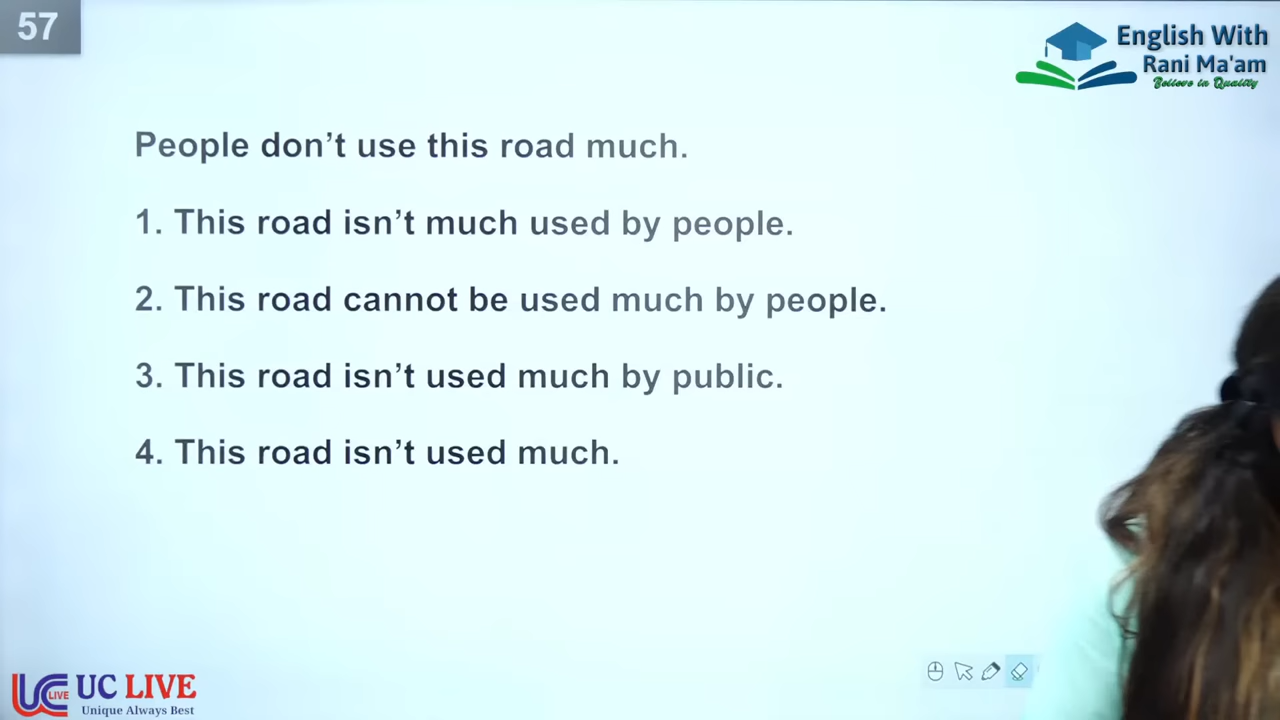 57
English With
Rani Ma'am
Believe in Quality
People don't use this road much.
1. This road isn't much used by people.
2. This road cannot be used much by people.
3. This road isn't used much by public.
4. This road isn't used much.
LIVE
UC LIVE
Unique Always Best